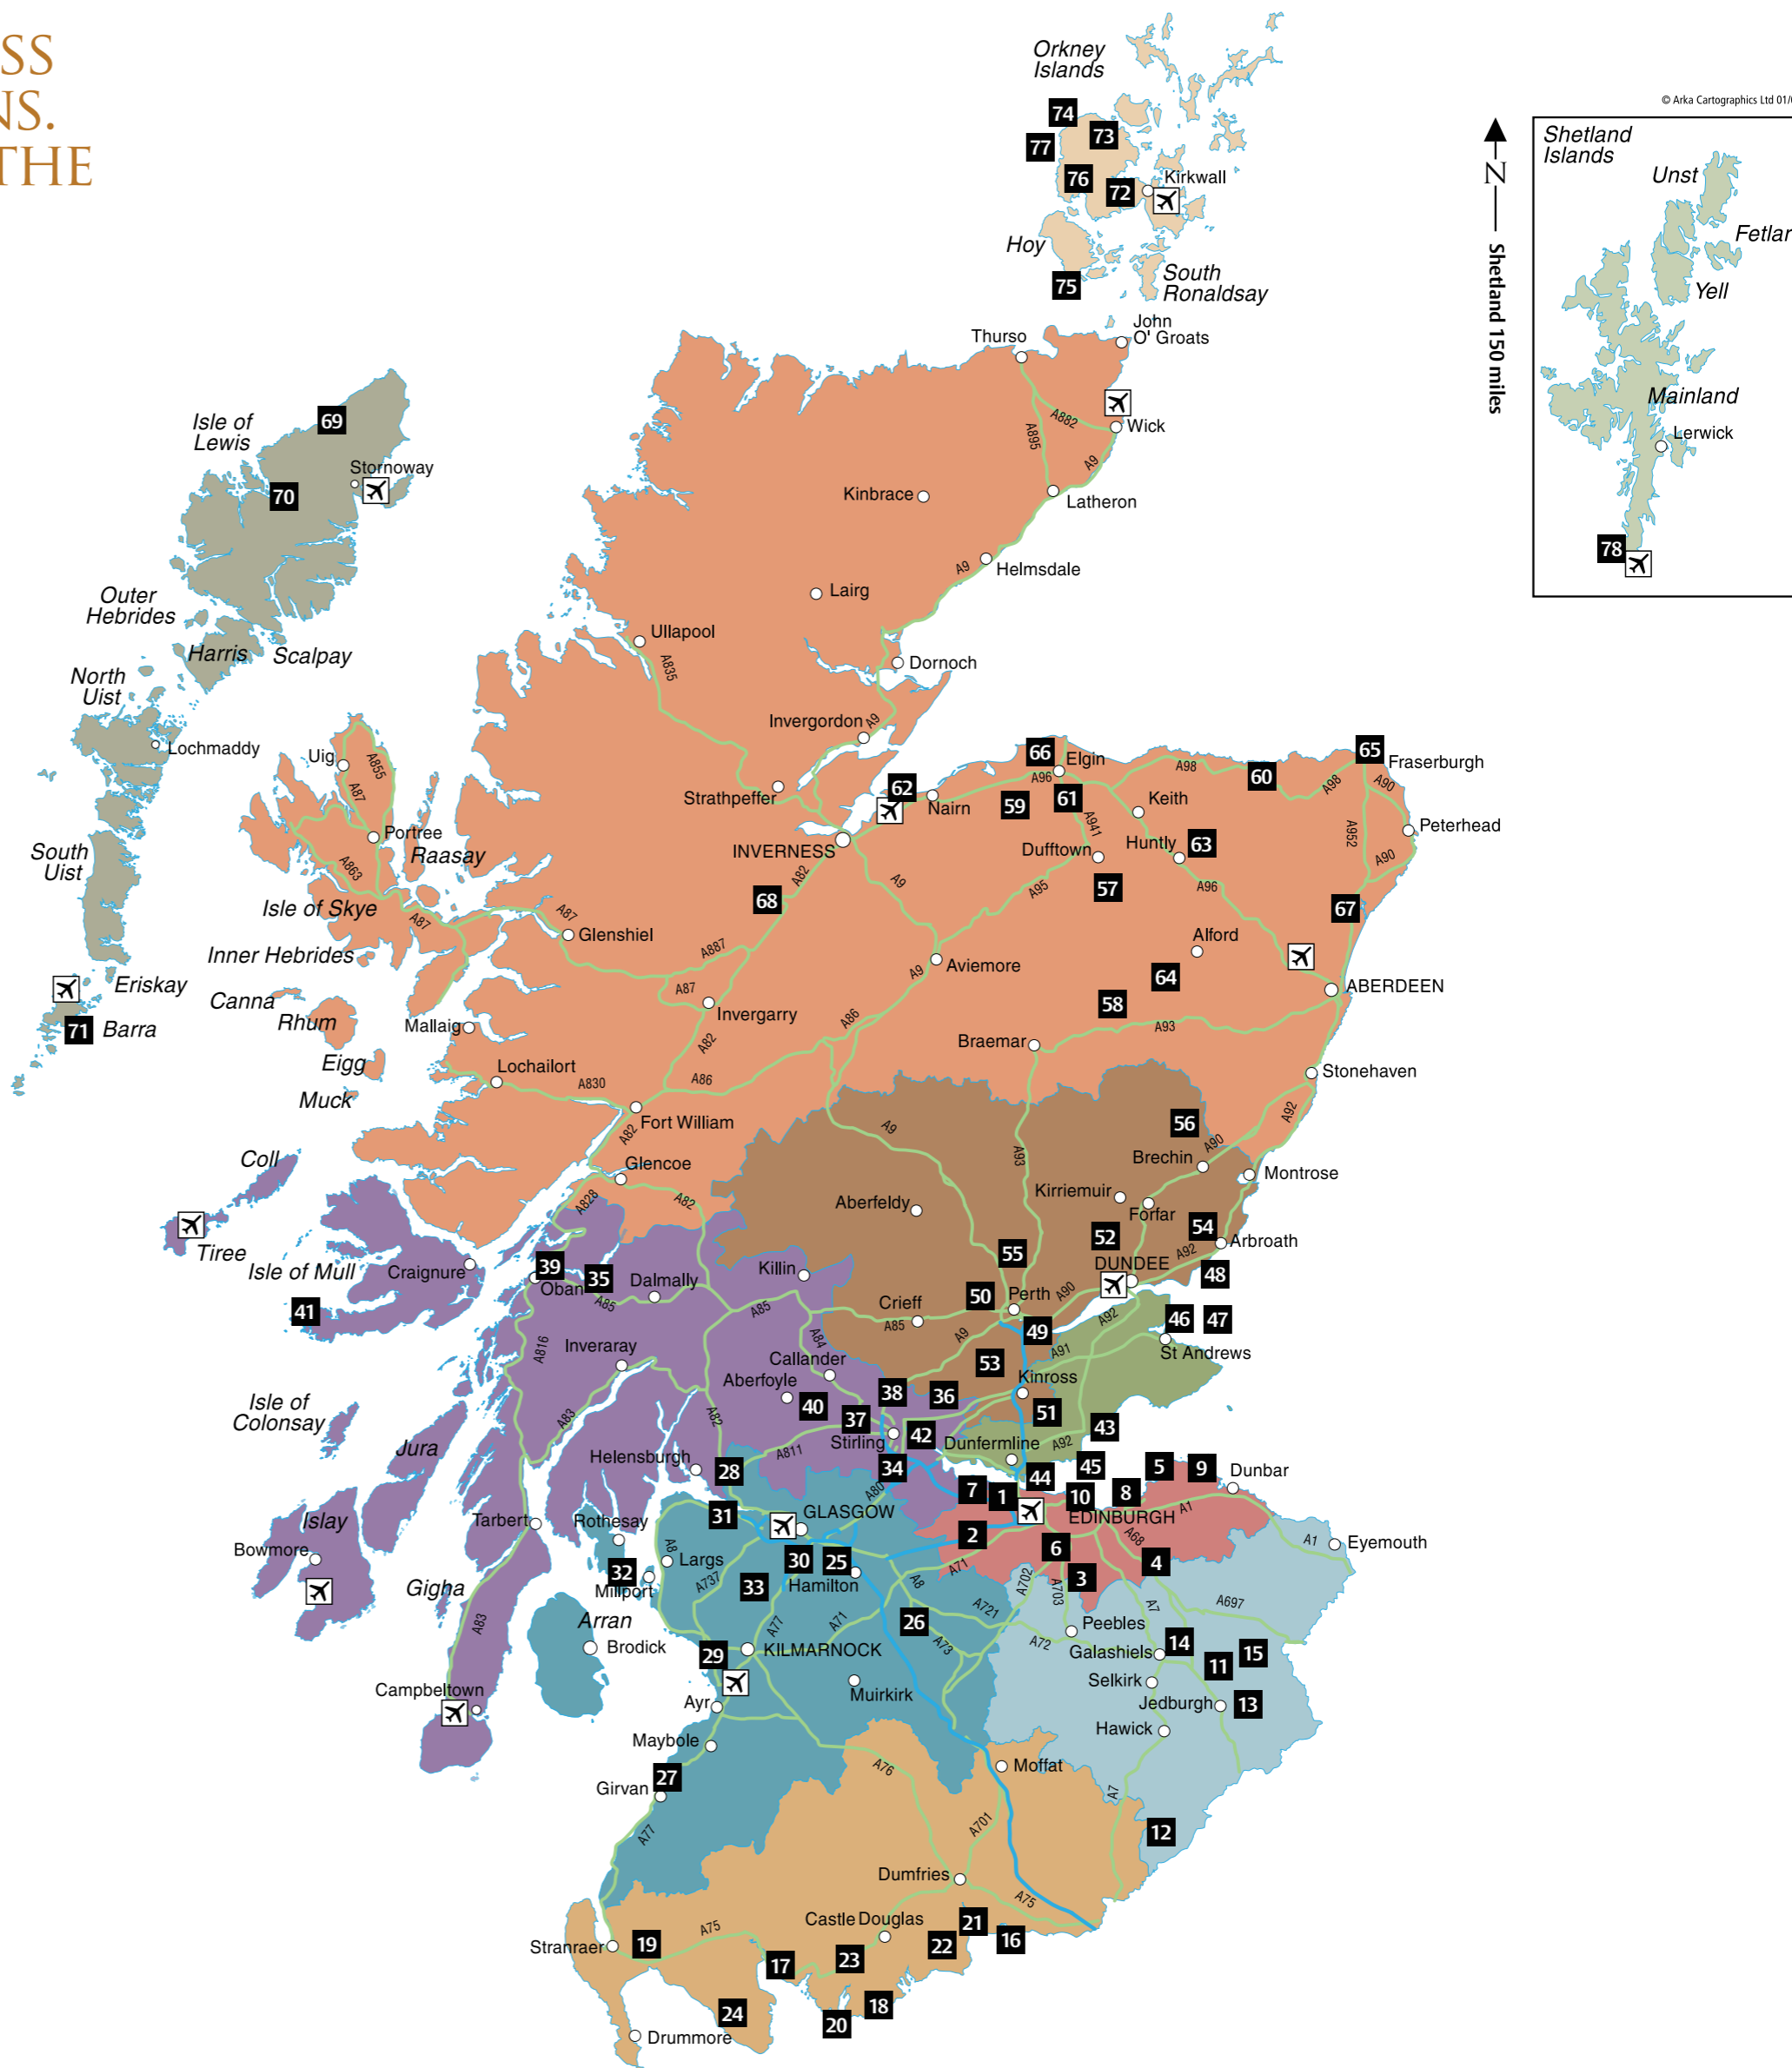 SS
NS.
THE
Orkney
Islands
74
73
77
76
72
Kirkwall
Hoy
75
South
Ronaldsay
© Arka Cartographics Ltd 01/
N
Shetland 150 miles
Shetland
Islands
Unst
Fetlar
Yell
Mainland
Lerwick
78
John
O' Groats
Thurso
A882
A895
Wick
A9
Latheron
Kinbrace
A9
Helmsdale
Lairg
Ullapool
A835
Dornoch
Invergordon
A9
Strathpeffer
Isle of
Lewis
69
Stornoway
70
Outer
Hebrides
Harris
Scalpay
North
Uist
Lochmaddy
South
Uist
Eriskay
71
Barra
Uig
A855
A87
Portree
Raasay
A863
Isle of Skye
A87
Inner Hebrides
Canna
Rhum
Eigg
Muck
Mallaig
A87
Glenshiel
A887
A87
Invergarry
A82
Lochailort
A830
A86
Fort William
A82
Glencoe
A828
A82
INVERNESS
A82
68
62
Nairn
A9
66
Elgin
A96
59
61
A941
A98
60
A98
65
Fraserburgh
A90
Keith
Peterhead
A952
A90
Dufftown
Huntly
63
57
A95
A96
67
Alford
64
58
Aviemore
A9
A86
ABERDEEN
A93
Braemar
Stonehaven
A92
56
A90
Brechin
Montrose
A9
A93
Kirriemuir
Forfar
Aberfeldy
52
54
Arbroath
A92
DUNDEE
48
55
50
Perth
A90
Crieff
A85
A9
49
A92
46
47
St Andrews
A91
53
Kinross
51
43
Coll
Tiree
Isle of Mull
Craignure
41
39
Oban
35
A85
Dalmally
Killin
A85
A84
A816
Inveraray
Callander
Aberfoyle
40
38
36
37
Stirling
42
Dunfermline
A92
34
A811
A82
A83
Isle of
Colonsay
Jura
Islay
Bowmore
Gigha
Tarbert
A83
Campbeltown
Helensburgh
28
31
Rothesay
32
Millport
Arran
Brodick
A8
Largs
A737
GLASGOW
A80
30
25
Hamilton
33
A77
A71
A8
26
A73
A721
29
KILMARNOCK
Ayr
Muirkirk
Maybole
27
Girvan
A77
7
1
44
45
5
9
Dunbar
10
8
EDINBURGH
A1
2
A71
6
A68
4
3
A702
A703
A7
A1
Eyemouth
A697
Peebles
A72
Galashiels
14
15
11
Selkirk
Jedburgh
13
Hawick
A7
12
Moffat
A76
A701
Dumfries
A75
Castle Douglas
21
16
22
23
17
18
20
Stranraer
19
A75
24
Drummore